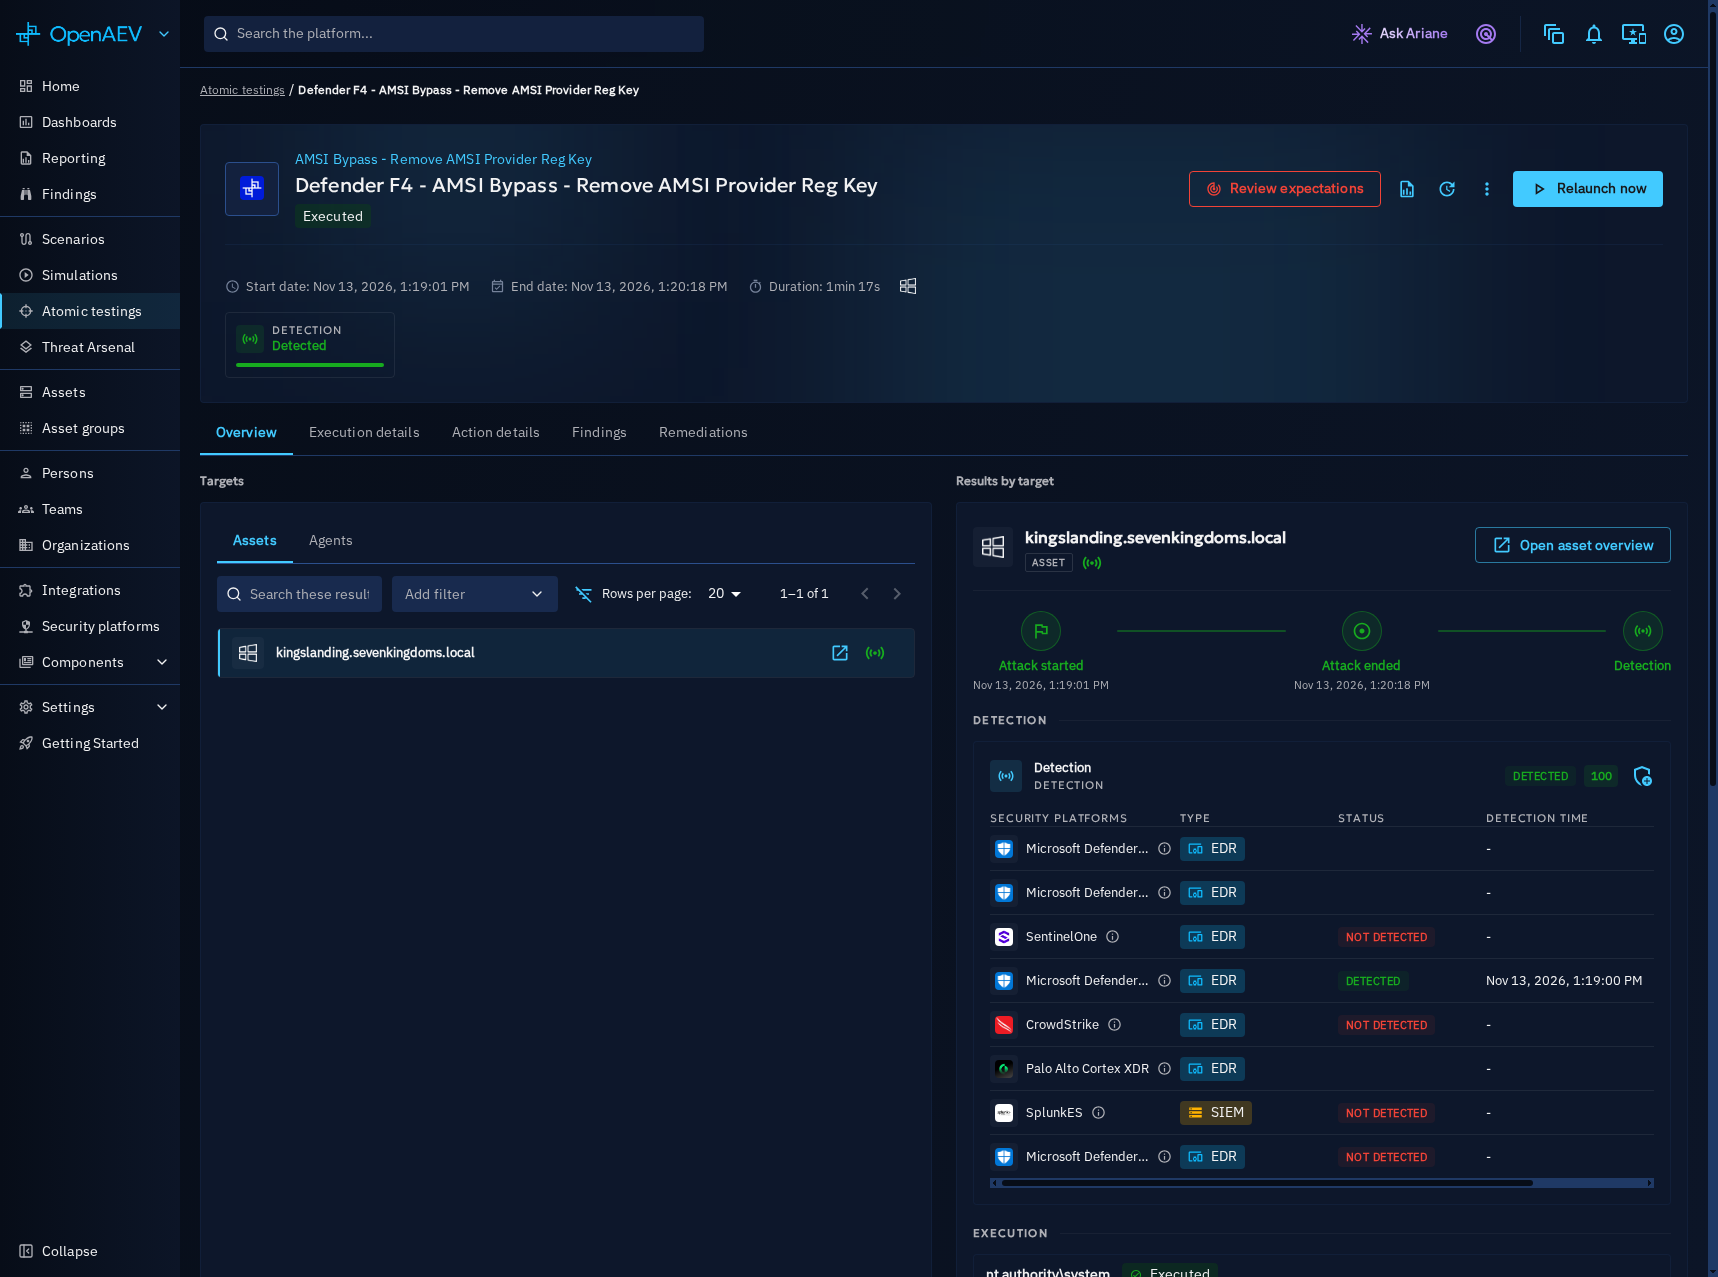 OpenAEV
Search the platform...
Ask Ariane
Home
Dashboards
Reporting
Findings
Scenarios
Simulations
Atomic testings
Threat Arsenal
Assets
Asset groups
Persons
Teams
Organizations
Integrations
Security platforms
Components
Settings
Getting Started
Collapse
Atomic testings / Defender F4 - AMSI Bypass - Remove AMSI Provider Reg Key
AMSI Bypass - Remove AMSI Provider Reg Key
Defender F4 - AMSI Bypass - Remove AMSI Provider Reg Key
Executed
Review expectations
Relaunch now
Start date: Nov 13, 2026, 1:19:01 PM
End date: Nov 13, 2026, 1:20:18 PM
Duration: 1min 17s
DETECTION
Detected
Overview
Execution details
Action details
Findings
Remediations
Targets
Assets
Agents
Search these result
Add filter
Rows per page:
20
1–1 of 1
kingslanding.sevenkingdoms.local
Results by target
kingslanding.sevenkingdoms.local
ASSET
Open asset overview
Attack started
Nov 13, 2026, 1:19:01 PM
Attack ended
Nov 13, 2026, 1:20:18 PM
Detection
DETECTION
Detection
DETECTION
DETECTED
100
SECURITY PLATFORMS TYPE STATUS DETECTION TIME
Microsoft Defender... EDR -
Microsoft Defender... EDR -
SentinelOne EDR NOT DETECTED -
Microsoft Defender... EDR DETECTED Nov 13, 2026, 1:19:00 PM
CrowdStrike EDR NOT DETECTED -
Palo Alto Cortex XDR EDR -
SplunkES SIEM NOT DETECTED -
Microsoft Defender... EDR NOT DETECTED -
EXECUTION
nt authority\system Executed